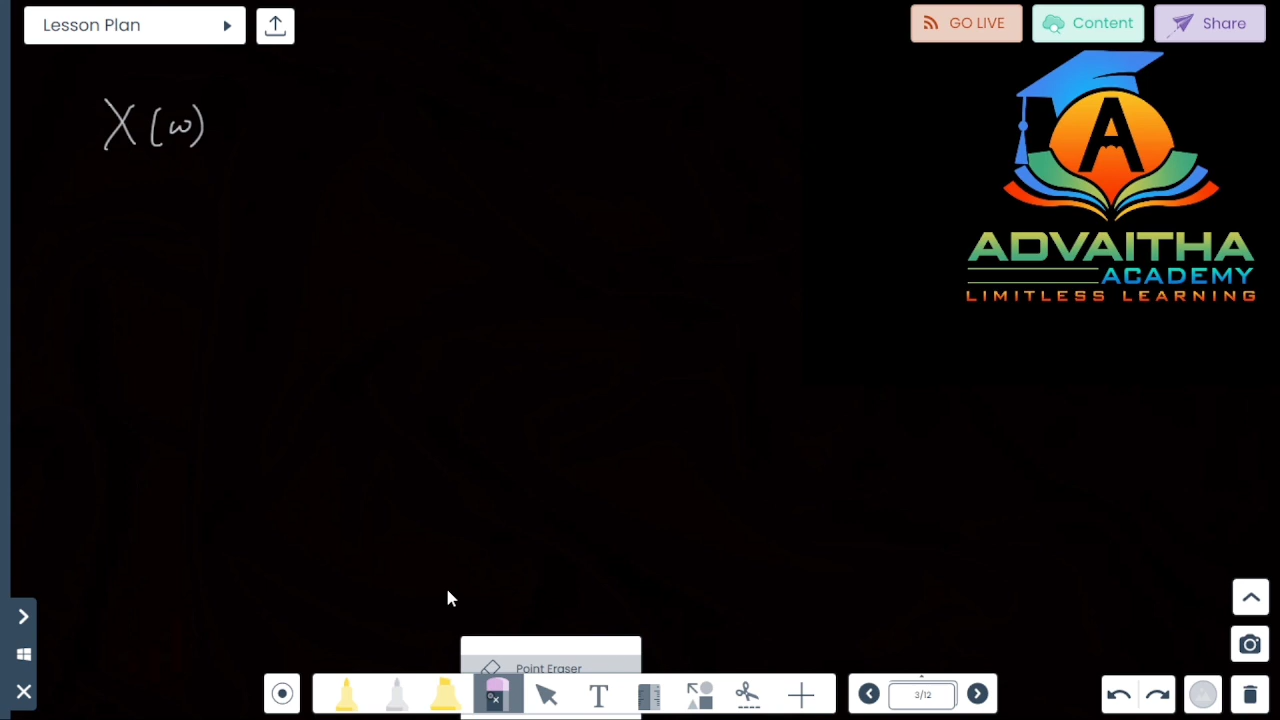 Lesson Plan
GO LIVE
Content
Share
X(ω)
A
ADVAITHA
ACADEMY
LIMITLESS LEARNING
Point Eraser
T
3/12